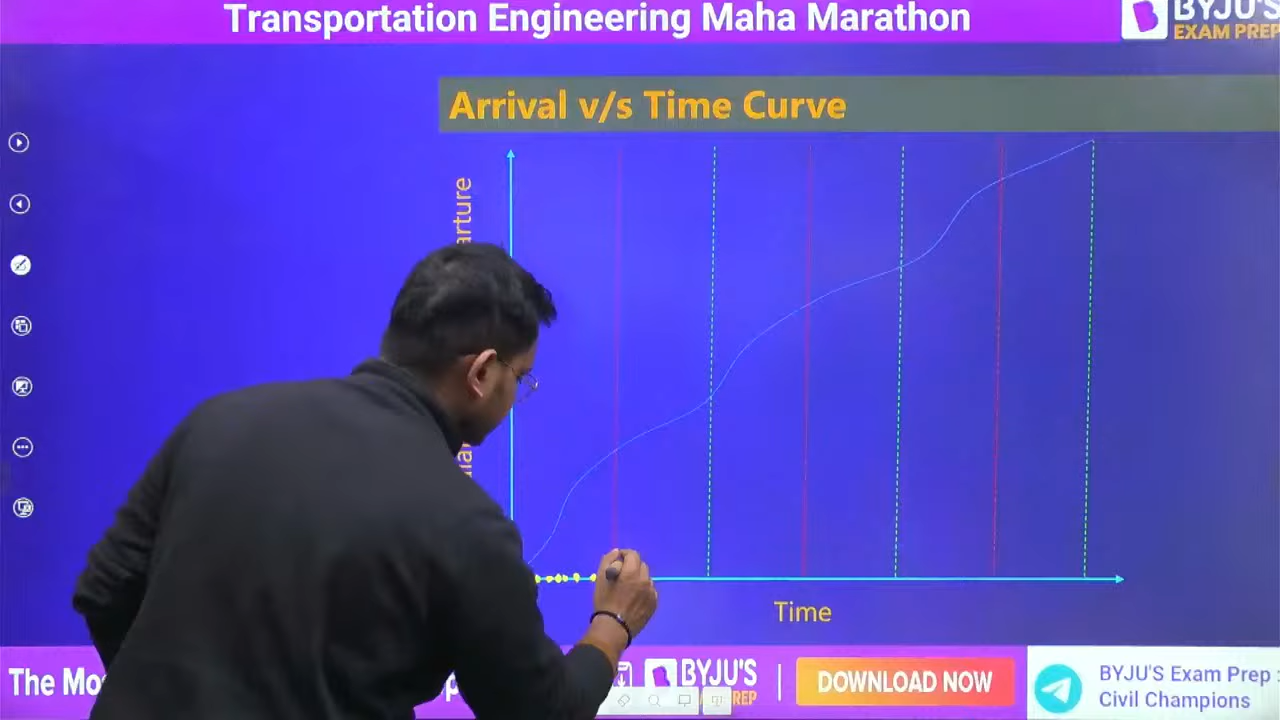 Transportation Engineering Maha Marathon
BYJU'S
EXAM PREP
Arrival v/s Time Curve
Time
The
BYJU'S
DOWNLOAD NOW
BYJU'S Exam Prep :
Civil Champions